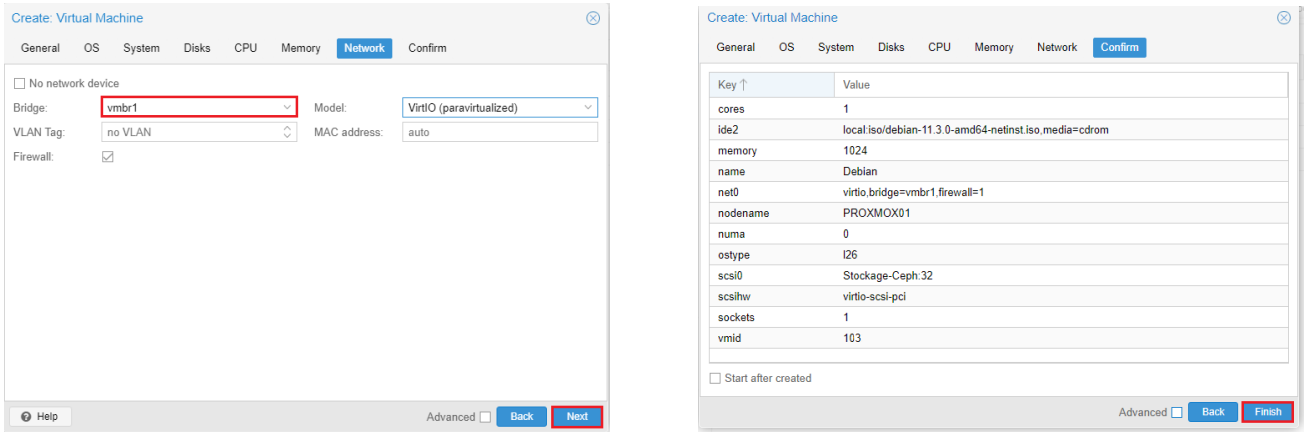 Create: Virtual Machine
General OS System Disks CPU Memory Network Confirm
No network device
Bridge: vmbr1 Model: VirtIO (paravirtualized)
VLAN Tag: no VLAN MAC address: auto
Firewall:
Help Advanced Back Next
Create: Virtual Machine
General OS System Disks CPU Memory Network Confirm
Key ↑ Value
cores 1
ide2 local:iso/debian-11.3.0-amd64-netinst.iso,media=cdrom
memory 1024
name Debian
net0 virtio,bridge=vmbr1,firewall=1
nodename PROXMOX01
numa 0
ostype l26
scsi0 Stockage-Ceph:32
scsihw virtio-scsi-pci
sockets 1
vmid 103
Start after created
Advanced Back Finish